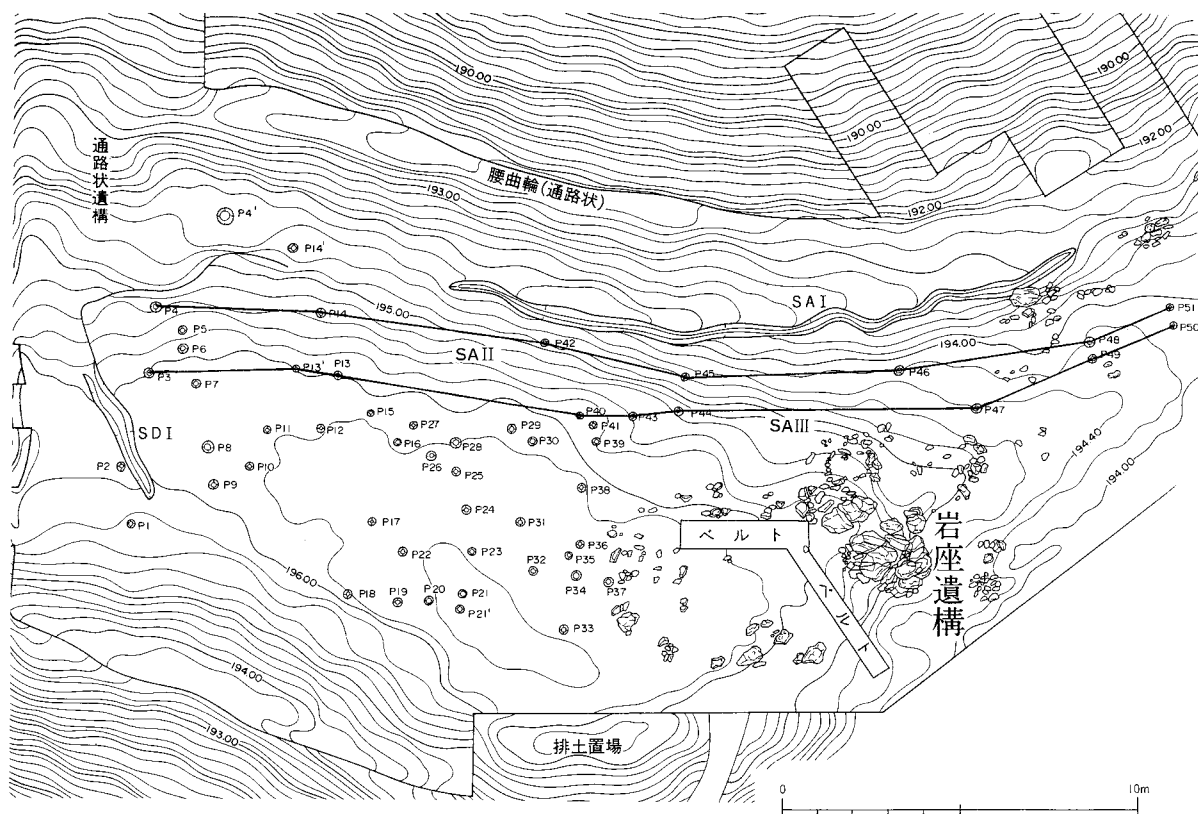 190.00
190.00
190.00
192.00
通路状遺構
腰曲輪(通路状)
193.00
192.00
P4'
P14'
SAI
P4
P14
195.00
P51
P50
P5
P42
194.00
P48
P6
SAII
P49
P3
P13'
P13
P45
P46
P7
P15
P40
P43
P44
P47
SAIII
SDI
P11
P12
P27
P29
P41
P8
P16
P28
P30
P39
194.40
P2
P10
P26
P25
194.00
P9
P38
P1
P17
P24
P31
岩座遺構
ベルト
P22
P23
P36
P35
P32
P34
P37
ベルト
196.00
P18
P19
P20
P21
P21'
P33
194.00
193.00
排土置場
0 10m